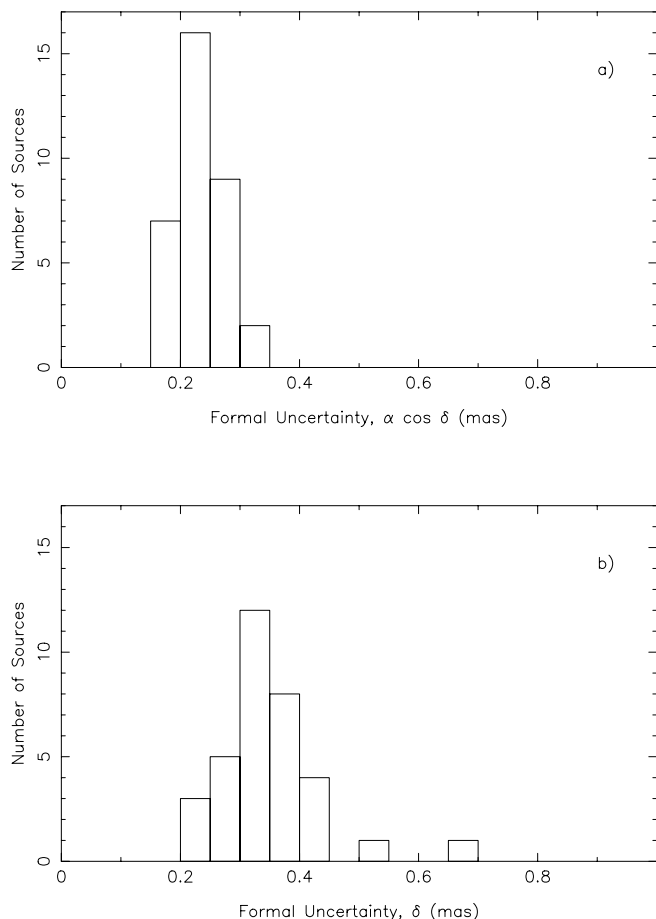 15
10
5
0
Number of Sources
a)
0 0.2 0.4 0.6 0.8
Formal Uncertainty, α cos δ (mas)
15
10
5
0
Number of Sources
b)
0 0.2 0.4 0.6 0.8
Formal Uncertainty, δ (mas)